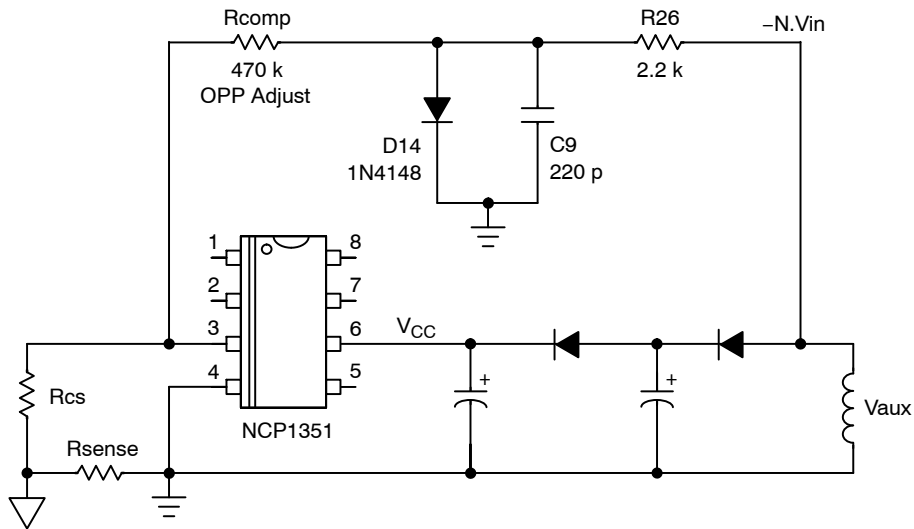 Rcomp
470 k
OPP Adjust
R26
2.2 k
−N.Vin
D14
1N4148
C9
220 p
1
2
3
4
8
7
6
5
NCP1351
VCC
+
+
Rcs
Rsense
Vaux